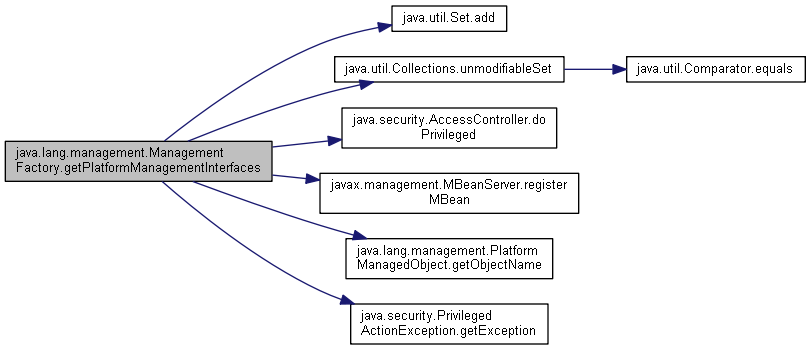 java.util.Set.add
java.util.Collections.unmodifiableSet
java.util.Comparator.equals
java.security.AccessController.do
Privileged
java.lang.management.Management
Factory.getPlatformManagementInterfaces
javax.management.MBeanServer.register
MBean
java.lang.management.Platform
ManagedObject.getObjectName
java.security.Privileged
ActionException.getException